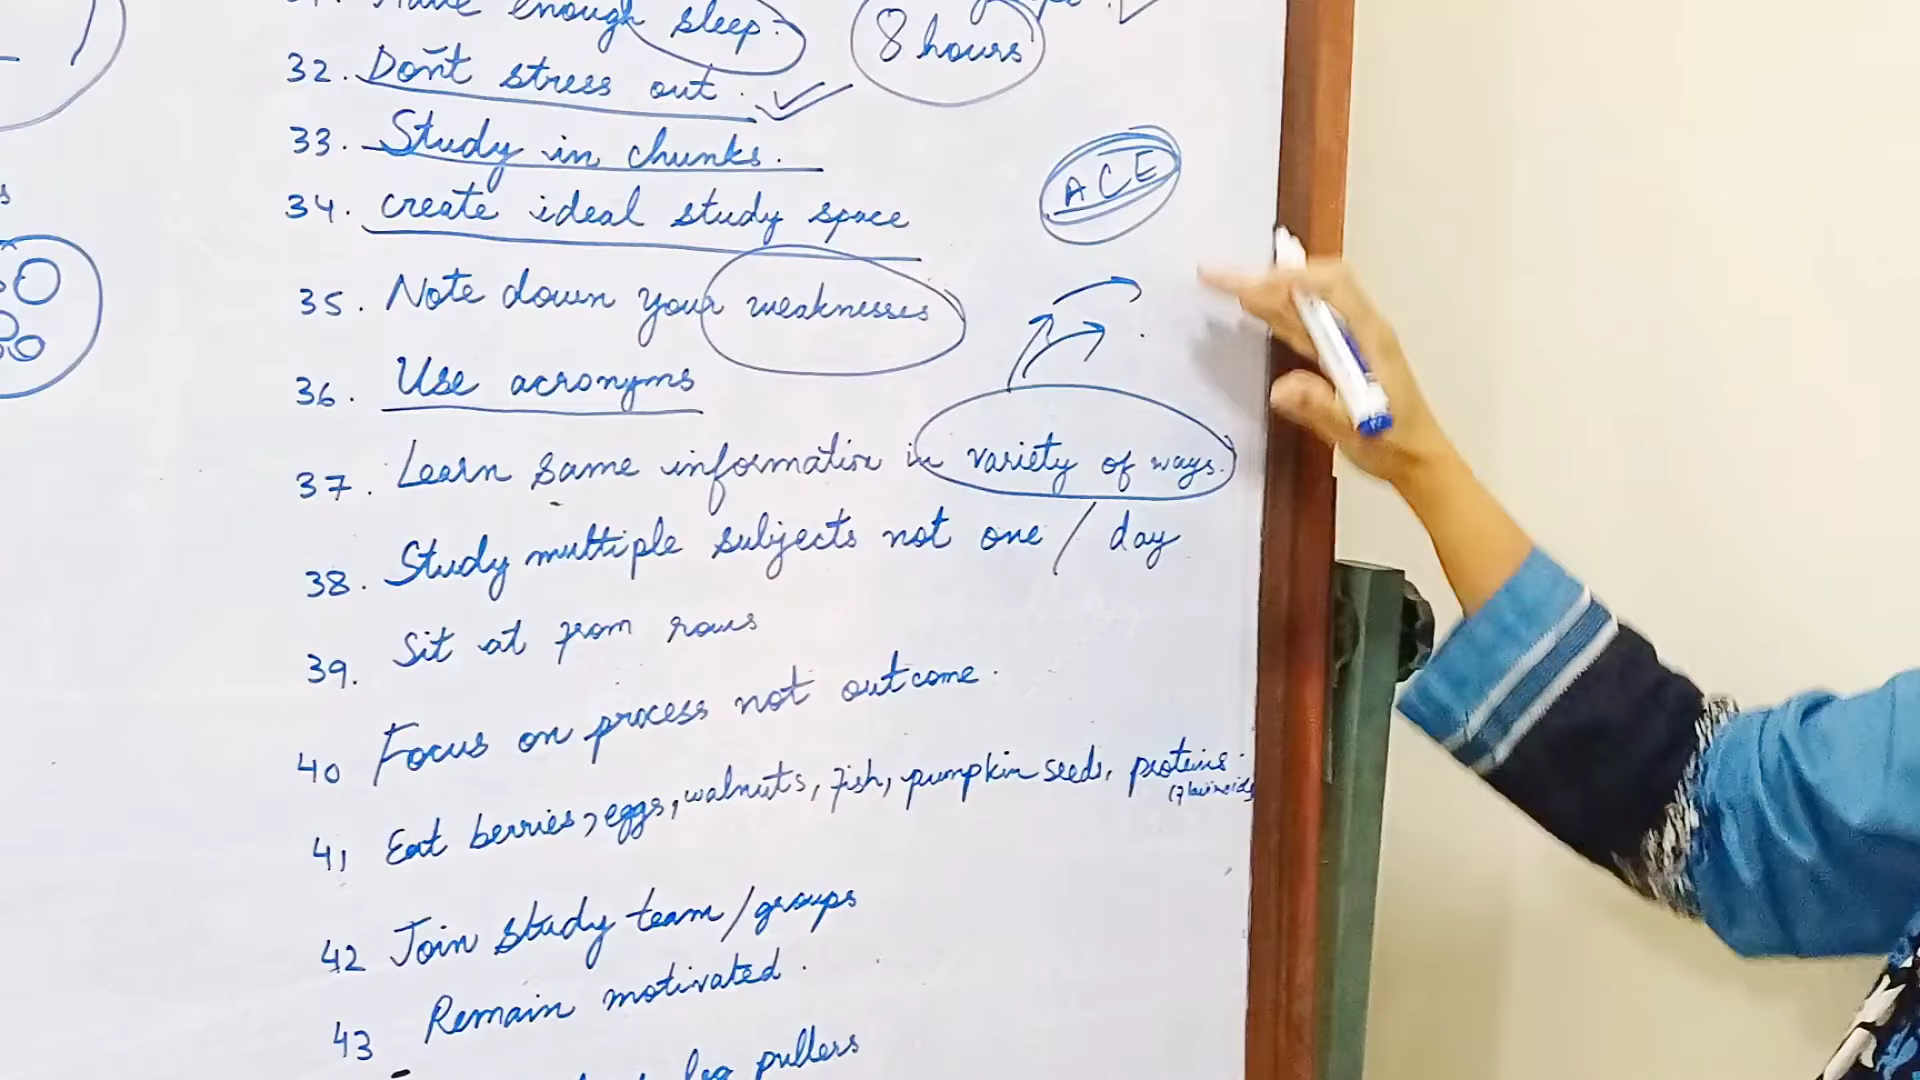 Have enough sleep. 8 hours
32. Don't stress out.
33. Study in chunks.
ACE
34. create ideal study space
35. Note down your weaknesses
36. Use acronyms
37. Learn same information in variety of ways.
38. Study multiple subjects not one / day
39. Sit at from rows
40 Focus on process not outcome.
41 Eat berries, eggs, walnuts, fish, pumpkin seeds, proteins.
42 Join study team/groups
43 Remain motivated.
leg pullers